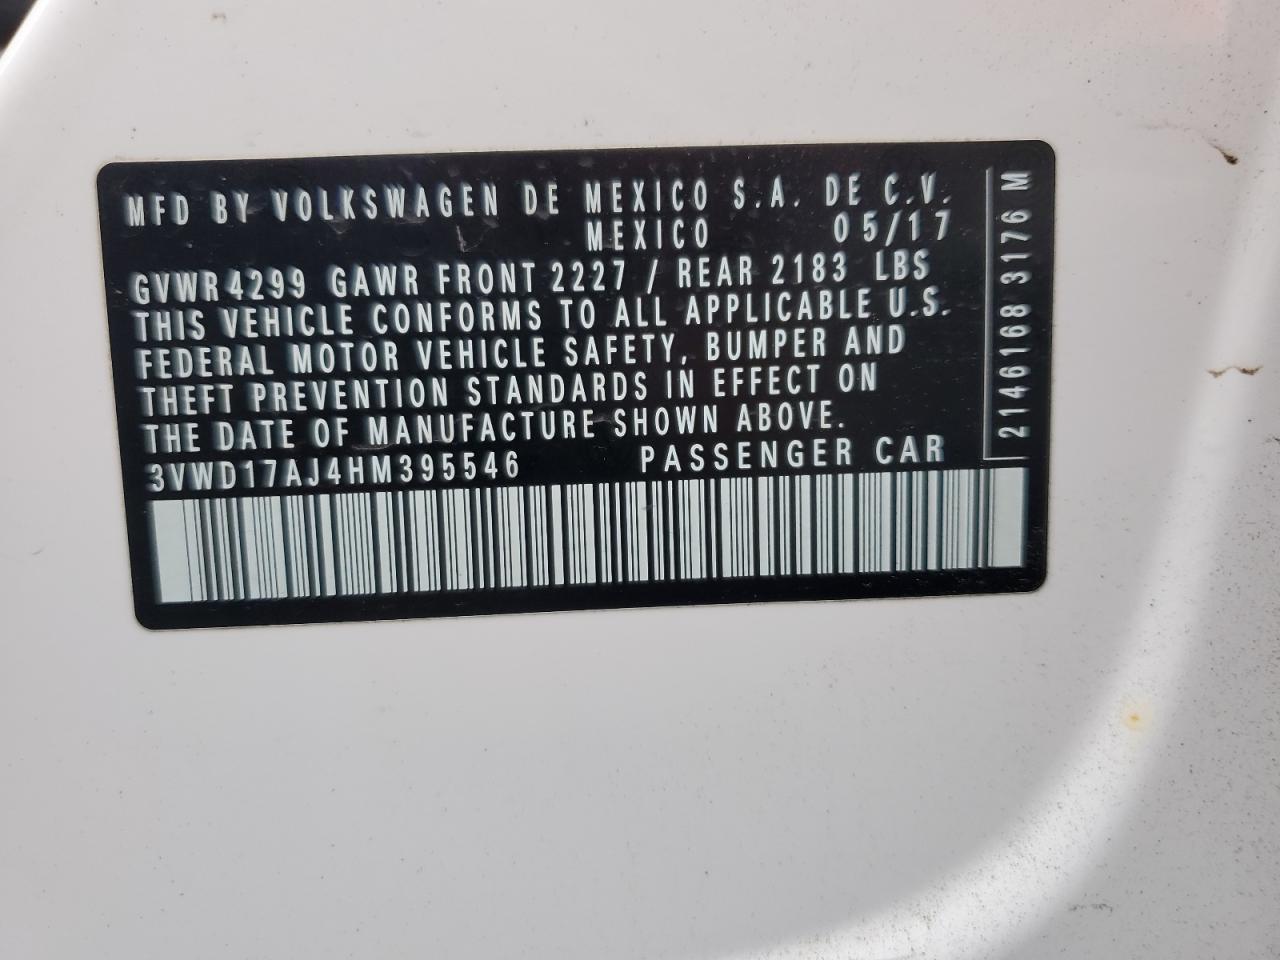 MFD BY VOLKSWAGEN DE MEXICO S.A. DE C.V.
MEXICO 05/17
GVWR 4299 GAWR FRONT 2227 / REAR 2183 LBS
THIS VEHICLE CONFORMS TO ALL APPLICABLE U.S.
FEDERAL MOTOR VEHICLE SAFETY, BUMPER AND
THEFT PREVENTION STANDARDS IN EFFECT ON
THE DATE OF MANUFACTURE SHOWN ABOVE.
3VWD17AJ4HM395546 PASSENGER CAR
2146168 3176 M